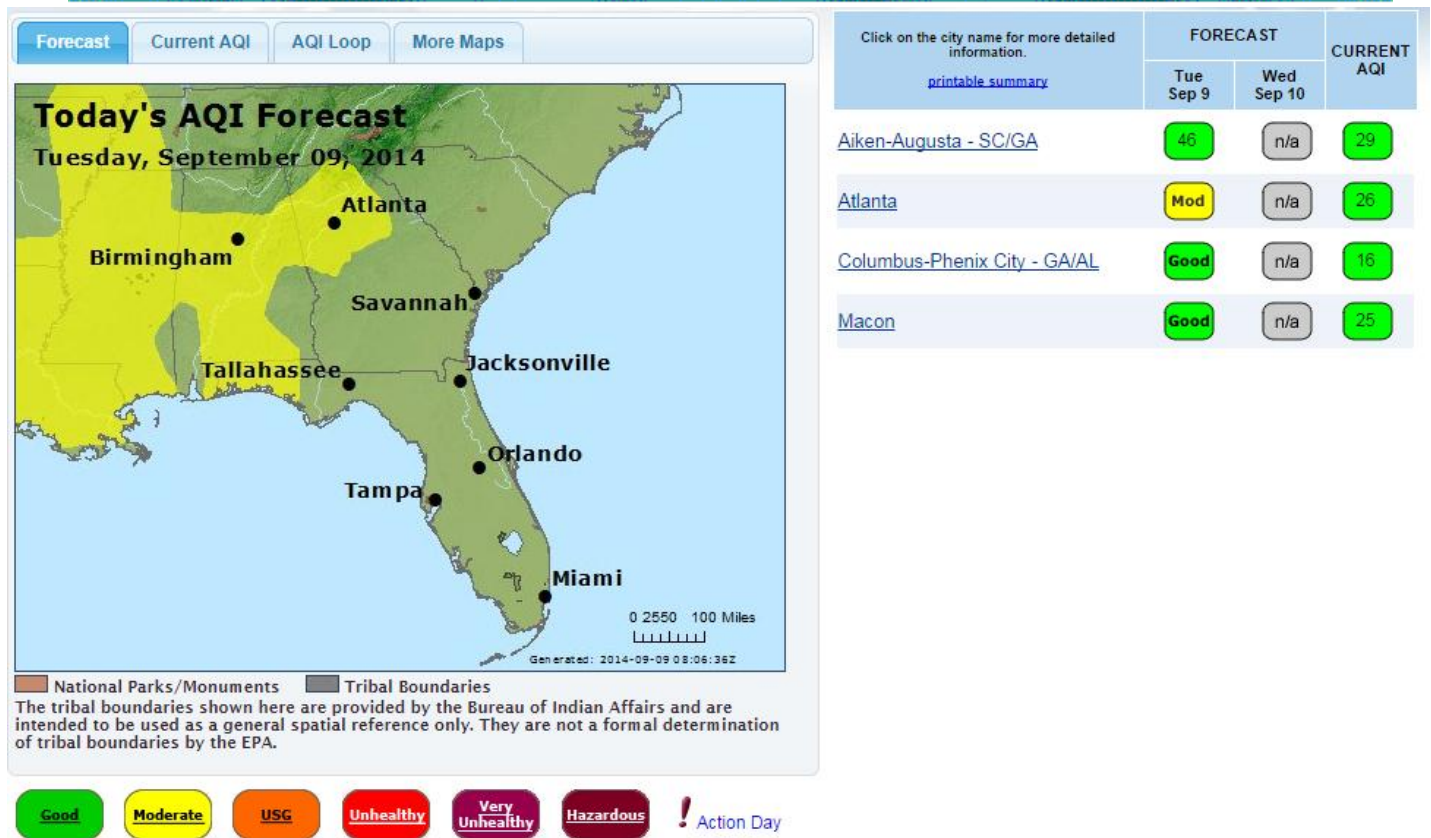 Forecast
Current AQI
AQI Loop
More Maps
Today's AQI Forecast
Tuesday, September 09, 2014
Atlanta
Birmingham
Savannah
Jacksonville
Tallahassee
Orlando
Tampa
Miami
0 2550 100 Miles
Generated: 2014-09-09 08:06:36Z
National Parks/Monuments
Tribal Boundaries
The tribal boundaries shown here are provided by the Bureau of Indian Affairs and are
intended to be used as a general spatial reference only. They are not a formal determination
of tribal boundaries by the EPA.
Good
Moderate
USG
Unhealthy
Very
Unhealthy
Hazardous
! Action Day
Click on the city name for more detailed
information.
printable summary
FORECAST
CURRENT
AQI
Tue
Sep 9
Wed
Sep 10
Aiken-Augusta - SC/GA 46 n/a 29
Atlanta Mod n/a 26
Columbus-Phenix City - GA/AL Good n/a 16
Macon Good n/a 25